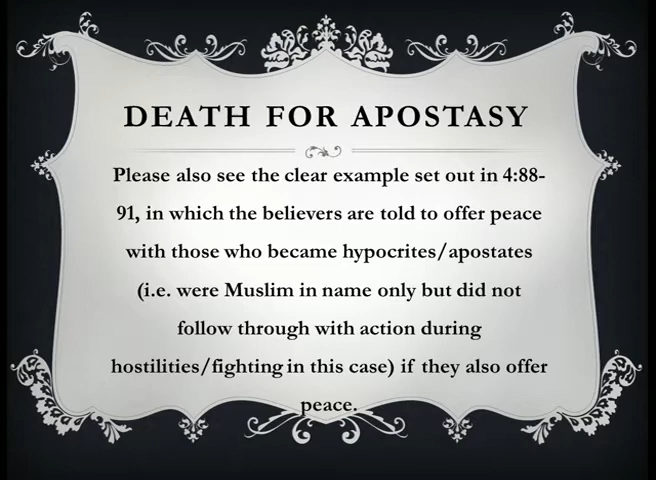 DEATH FOR APOSTASY
Please also see the clear example set out in 4:88-
91, in which the believers are told to offer peace
with those who became hypocrites/apostates
(i.e. were Muslim in name only but did not
follow through with action during
hostilities/fighting in this case) if they also offer
peace.